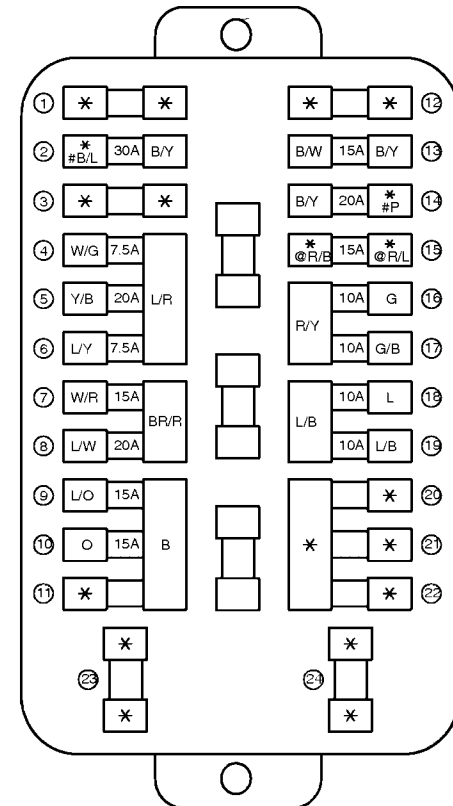 1 * * * * 12
2 * #B/L 30A B/Y B/W 15A B/Y 13
3 * * B/Y 20A * #P 14
4 W/G 7.5A L/R * @R/B 15A * @R/L 15
5 Y/B 20A R/Y 10A G 16
6 L/Y 7.5A 10A G/B 17
7 W/R 15A BR/R L/B 10A L 18
8 L/W 20A 10A L/B 19
9 L/O 15A B * * 20
10 O 15A * 21
11 * * 22
* *
23 24
* *